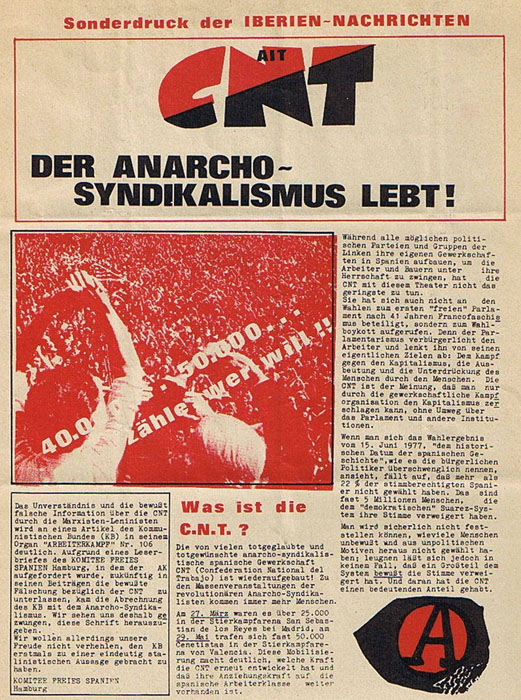 Sonderdruck der IBERIEN-NACHRICHTEN
AIT
CNT
DER ANARCHO-
SYNDIKALISMUS LEBT!
40.0 . . 50.000 . . .
zähle, wer will !!
Das Unverständnis und die bewußt
falsche Information über die CNT
durch die Marxisten-Leninisten
wird an einem Artikel des Kommu-
nistischen Bundes (KB) in seinem
Organ "ARBEITERKAMPF" Nr. 106
deutlich. Aufgrund eines Leser-
briefes des KOMITEE FREIES
SPANIEN Hamburg, in dem der AK
aufgefordert wurde, zukünftig in
seinen Beiträgen die bewußte
Fälschung bezüglich der CNT zu
unterlassen, kam die Abrechnung
des KB mit dem Anarcho-Syndika-
lismus. Wir sehen uns deshalb ge
zwungen, diese Schrift herauszu-
geben.
Wir wollen allerdings unsere
Freude nicht verhehlen, den KB
erstmals zu einer eindeutig sta-
linistischen Aussage gebracht zu
haben.
KOMITEE FREIES SPANIEN
Hamburg
Was ist die
C.N.T. ?
Die von vielen totgeglaubte und
totgewünschte anarcho-syndikalis-
tische spanische Gewerkschaft
CNT (Confederation National del
Trabajo) ist wiederaufgebaut! Zu
den Massenveranstaltungen der
revolutionären Anarcho-Syndika-
listen kommen immer mehr Menschen.
Am 27. März waren es über 25.000
in der Stierkampfarena San Sebas-
tian de los Reyes bei Madrid, am
29. Mai trafen sich fast 50.000
Cenetistas in der Stierkampfare-
na von Valencia. Diese Mobilisie-
rung macht deutlich, welche kraft
die CNT erneut entwickelt hat und
daß ihre Anziehungskraft auf die
spanische Arbeiterklasse weiter
vorhanden ist.
Während alle möglichen politi-
schen Parteien und Gruppen der
Linken ihre eigenen Gewerkschaf-
ten in Spanien aufbauen, um die
Arbeiter und Bauern unter ihre
Herrschaft zu zwingen, hat die
CNT mit diesem Theater nicht das
geringste zu tun.
Sie hat sich auch nicht an den
Wahlen zum ersten "freien" Parla-
ment nach 41 Jahren Francofaschis
mus beteiligt, sondern zum Wahl-
boykott aufgerufen. Denn der Par-
lamentarismus verbürgerlicht den
Arbeiter und lenkt ihn von seinen
eigentlichen Zielen ab: Dem Kampf
gegen den Kapitalismus, die Aus-
beutung und die Unterdrückung des
Menschen durch den Menschen. Die
CNT ist der Meinung, daß man nur
durch die gewerkschaftliche Kampf
organisation den Kapitalismus zer
schlagen kann, ohne Umweg über
das Parlament und andere Institu-
tionen.
Wenn man sich das Wahlergebnis
vom 15. Juni 1977, "dem histori-
schen Datum der spanischen Ge-
schichte", wie es die bürgerlichen
Politiker überschwenglich nennen,
ansieht, fällt auf, daß mehr als
22 % der stimmberechtigten Spani-
er nicht gewählt haben. Das sind
fast 5 Millionen Menschen, die
dem "demokratischen" Suarez-Sys-
tem ihre Stimme verweigert haben.
Man wird sicherlich nicht fest-
stellen können, wieviele Menschen
unbewußt und aus unpolitischen
Motiven heraus nicht gewählt ha-
ben; leugnen läßt sich jedoch in
keinem Fall, daß ein Großteil dem
System bewußt die Stimme verwei-
gert hat. Und daran hat die CNT
einen bedeutenden Anteil gehabt.
A